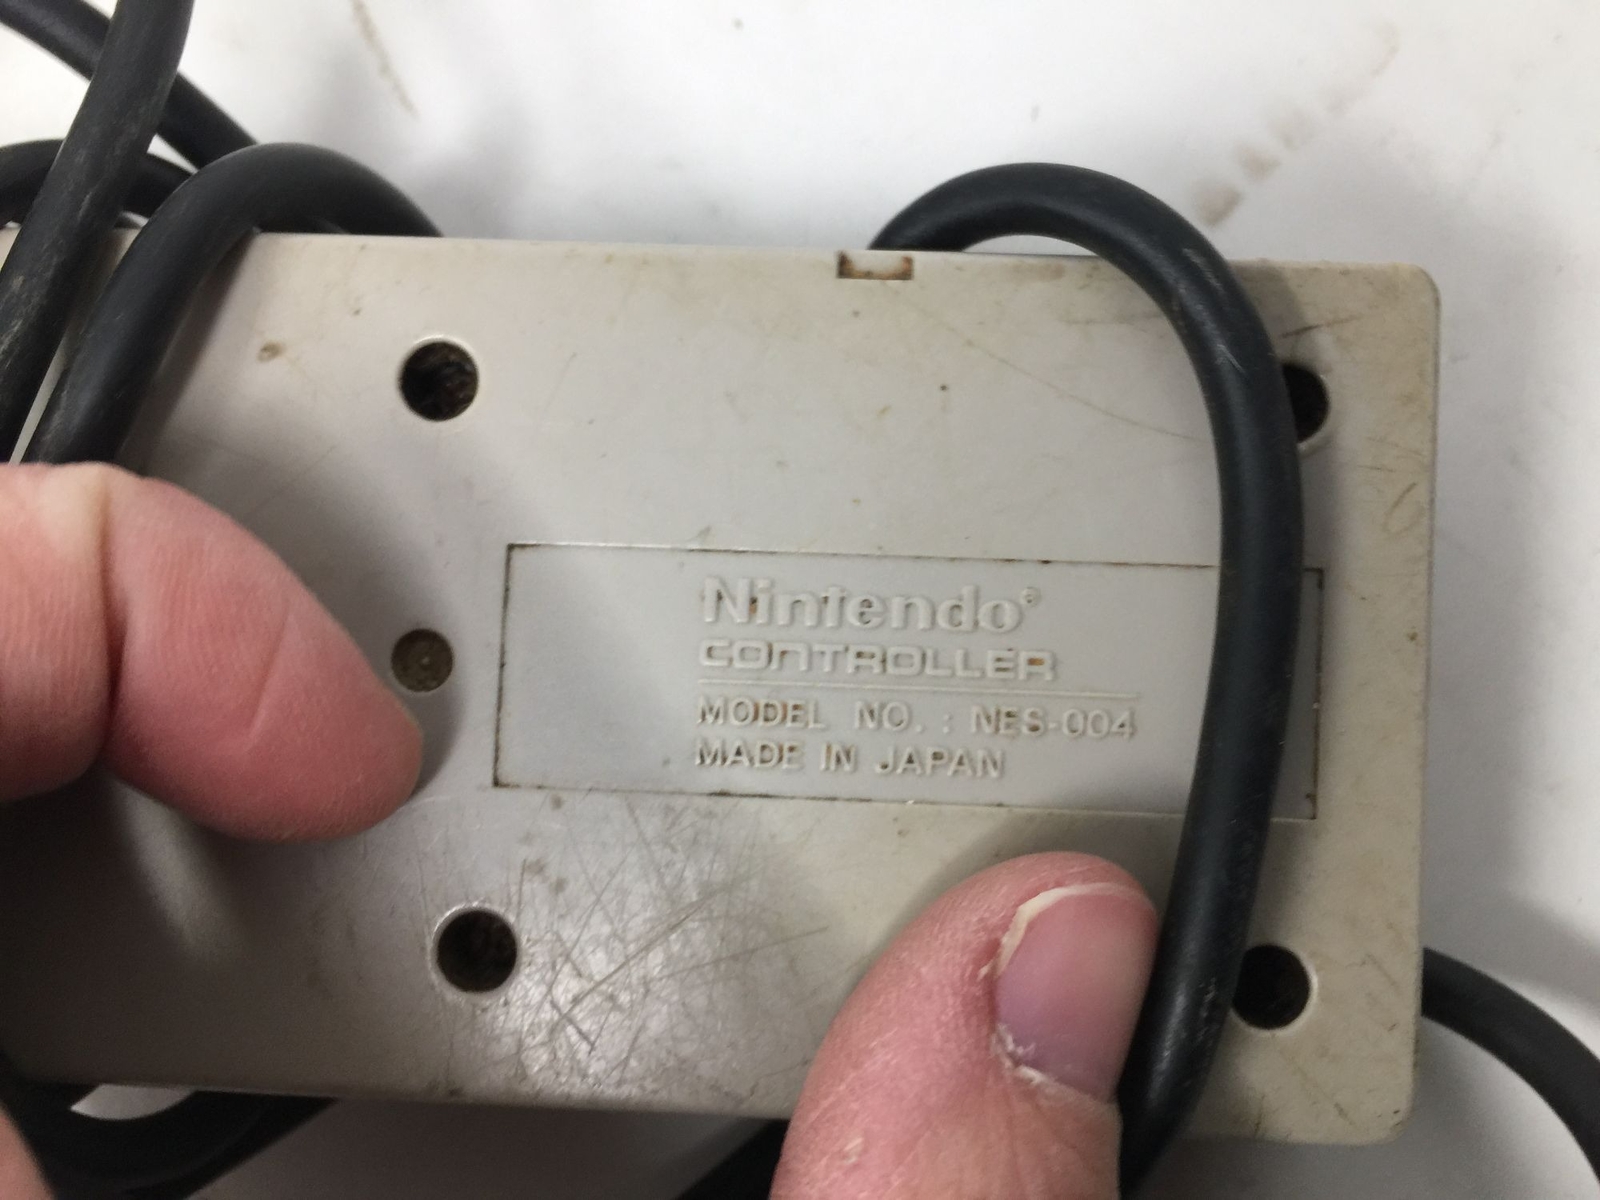 Nintendo®
CONTROLLER
MODEL NO. : NES-004
MADE IN JAPAN